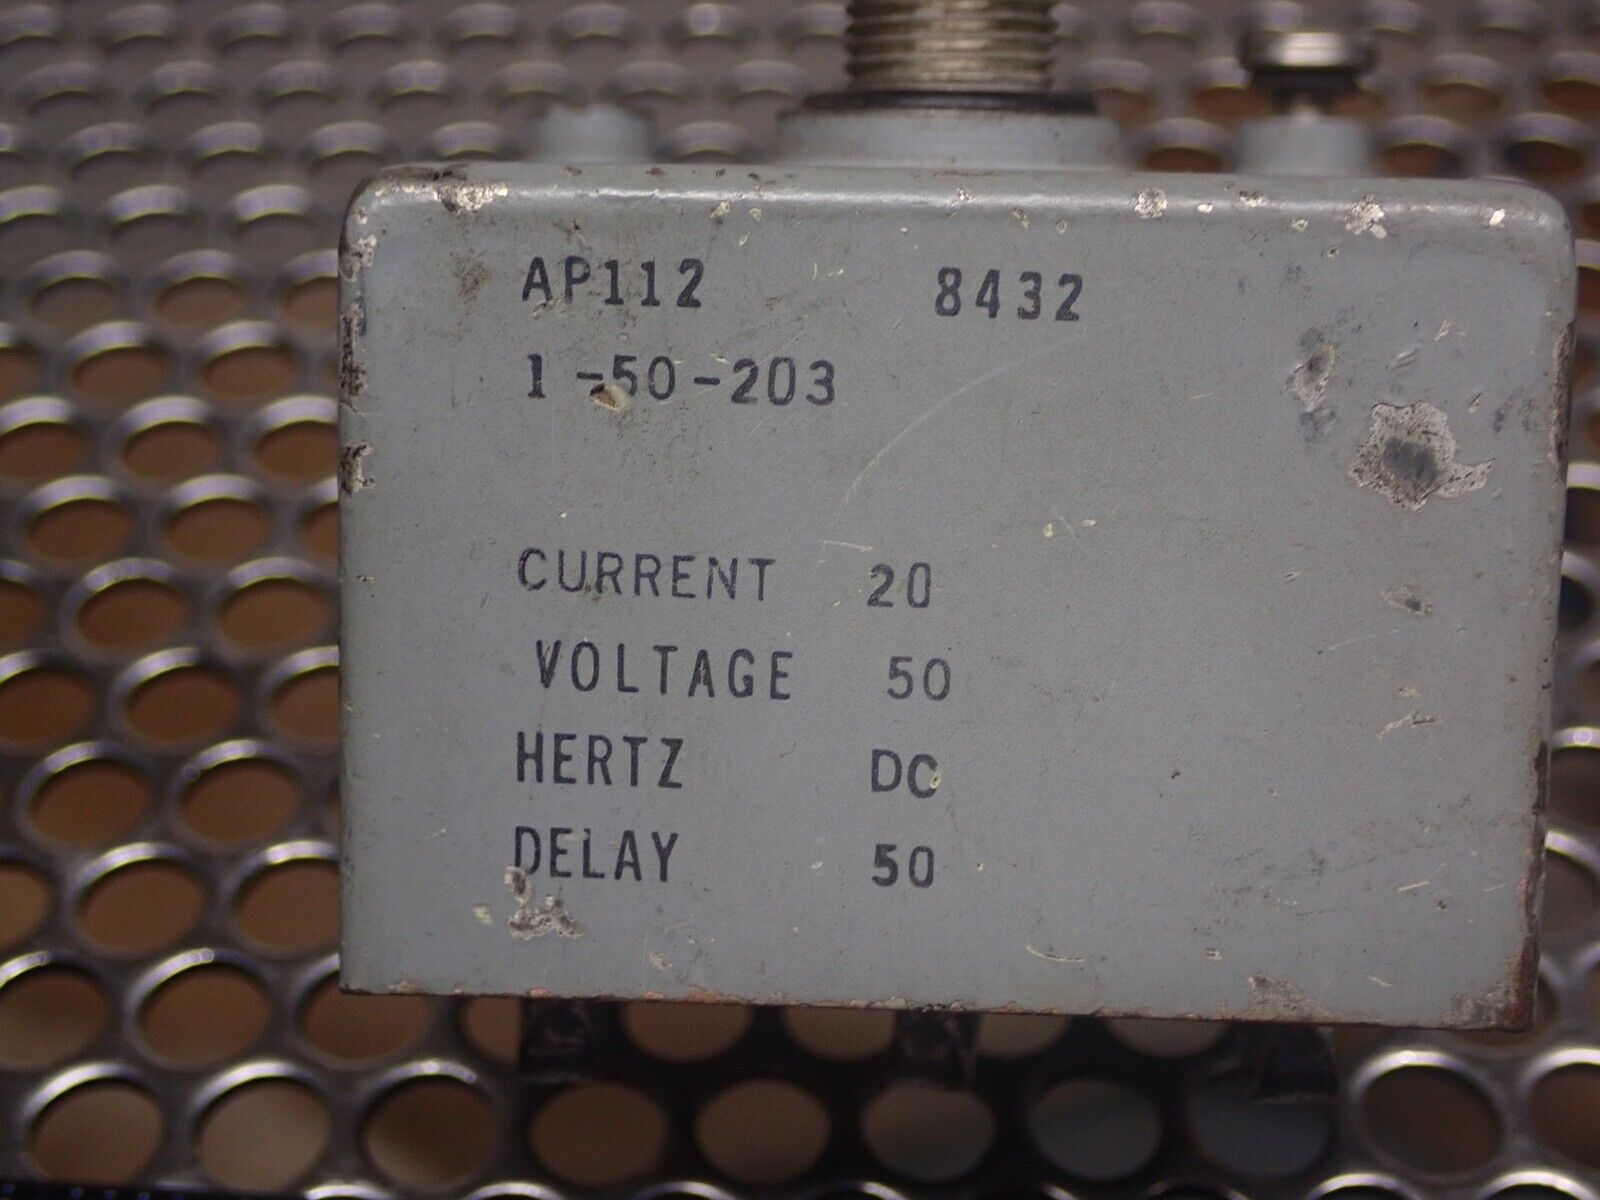 AP112 8432
1-50-203
CURRENT 20
VOLTAGE 50
HERTZ DC
DELAY 50